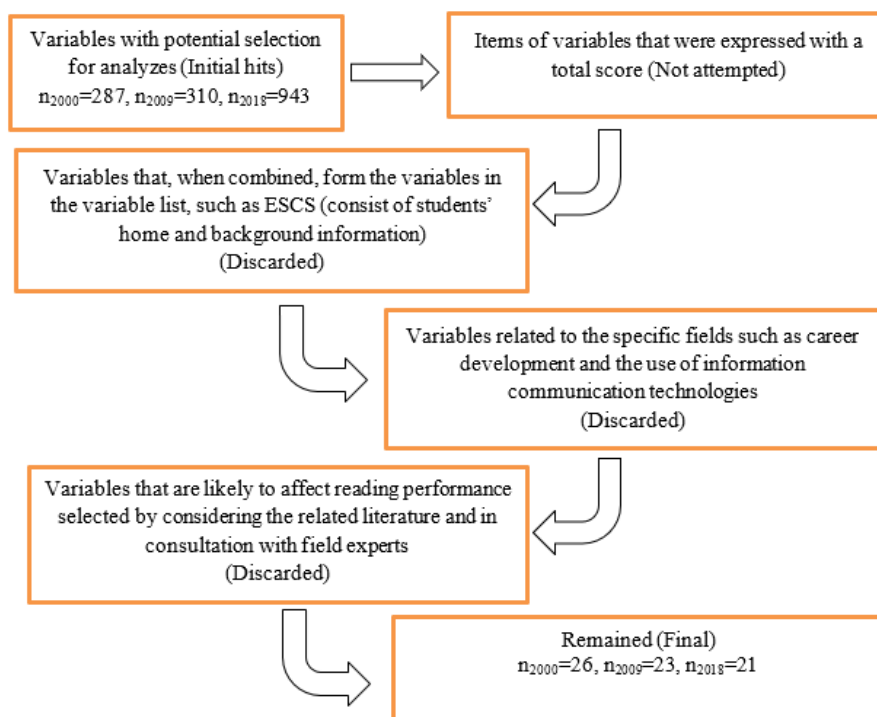 Variables with potential selection
for analyzes (Initial hits)
n2000=287, n2009=310, n2018=943
Items of variables that were expressed with a
total score (Not attempted)
Variables that, when combined, form the variables in
the variable list, such as ESCS (consist of students’
home and background information)
(Discarded)
Variables related to the specific fields such as career
development and the use of information
communication technologies
(Discarded)
Variables that are likely to affect reading performance
selected by considering the related literature and in
consultation with field experts
(Discarded)
Remained (Final)
n2000=26, n2009=23, n2018=21